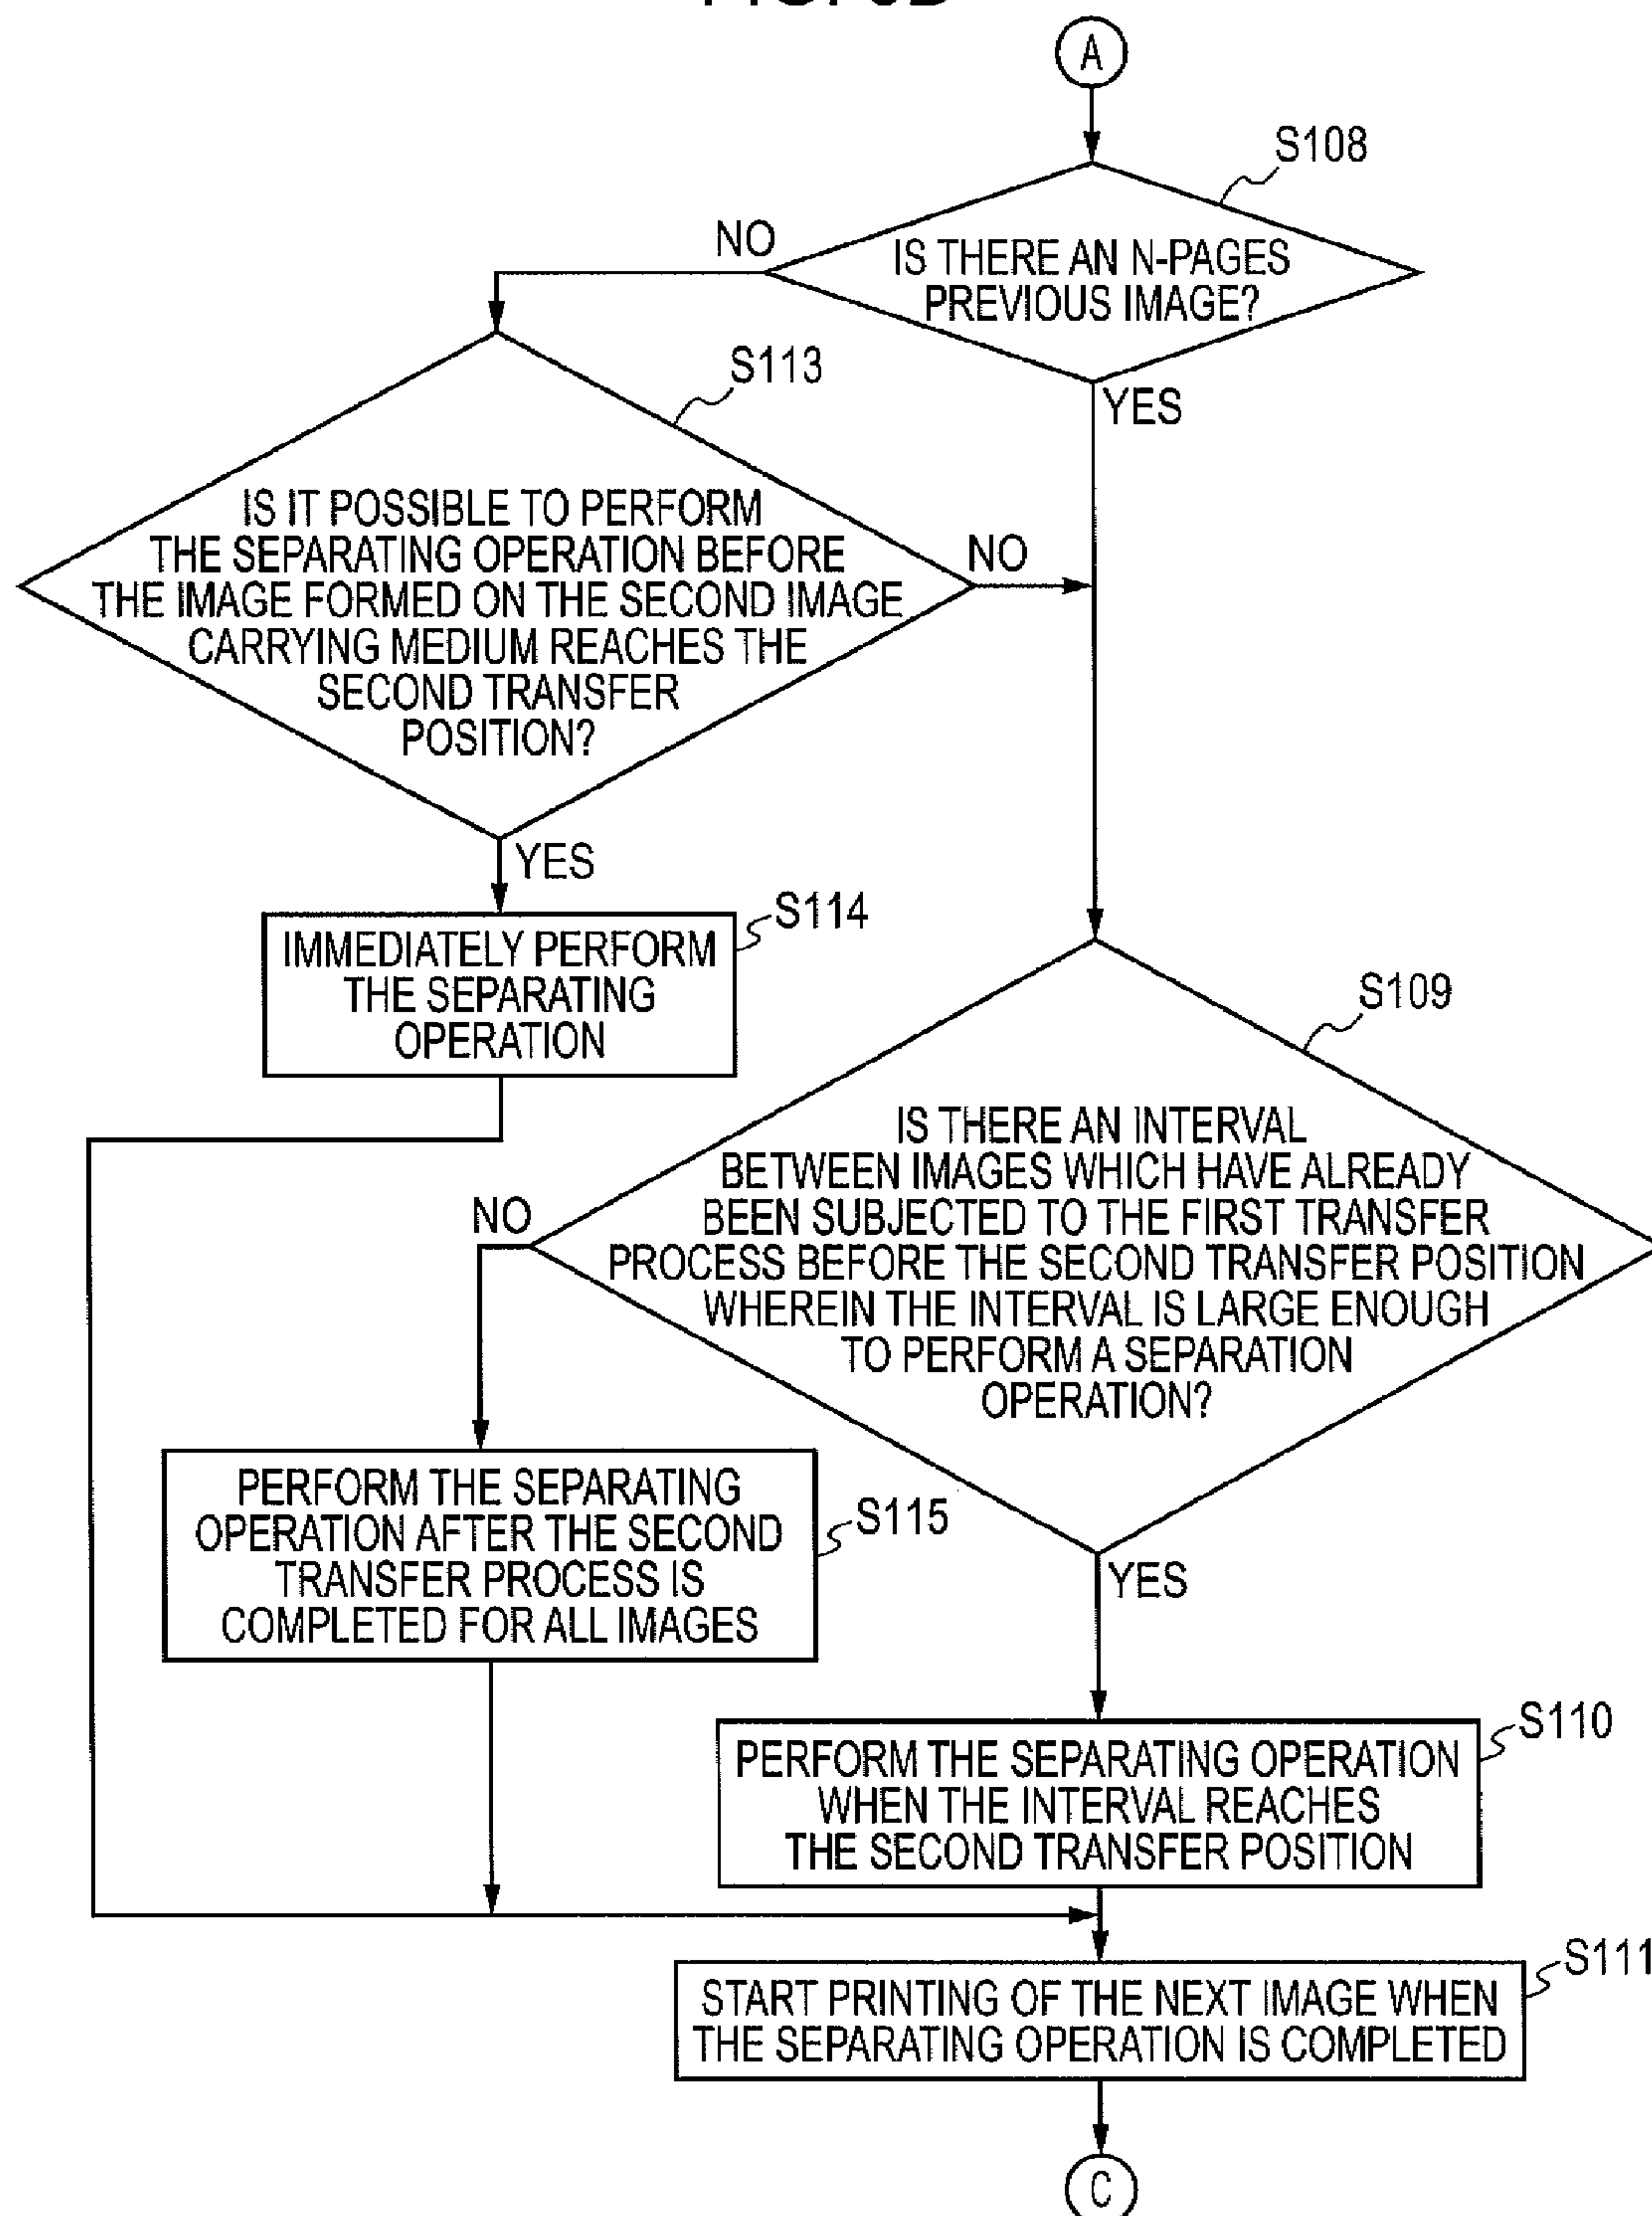 A
S108
NO
IS THERE AN N-PAGES
PREVIOUS IMAGE?
S113
YES
IS IT POSSIBLE TO PERFORM
THE SEPARATING OPERATION BEFORE
THE IMAGE FORMED ON THE SECOND IMAGE
CARRYING MEDIUM REACHES THE
SECOND TRANSFER
POSITION?
NO
YES
S114
IMMEDIATELY PERFORM
THE SEPARATING
OPERATION
S109
IS THERE AN INTERVAL
BETWEEN IMAGES WHICH HAVE ALREADY
BEEN SUBJECTED TO THE FIRST TRANSFER
PROCESS BEFORE THE SECOND TRANSFER POSITION
WHEREIN THE INTERVAL IS LARGE ENOUGH
TO PERFORM A SEPARATION
OPERATION?
NO
PERFORM THE SEPARATING
OPERATION AFTER THE SECOND
TRANSFER PROCESS IS
COMPLETED FOR ALL IMAGES
S115
YES
S110
PERFORM THE SEPARATING OPERATION
WHEN THE INTERVAL REACHES
THE SECOND TRANSFER POSITION
S111
START PRINTING OF THE NEXT IMAGE WHEN
THE SEPARATING OPERATION IS COMPLETED
C